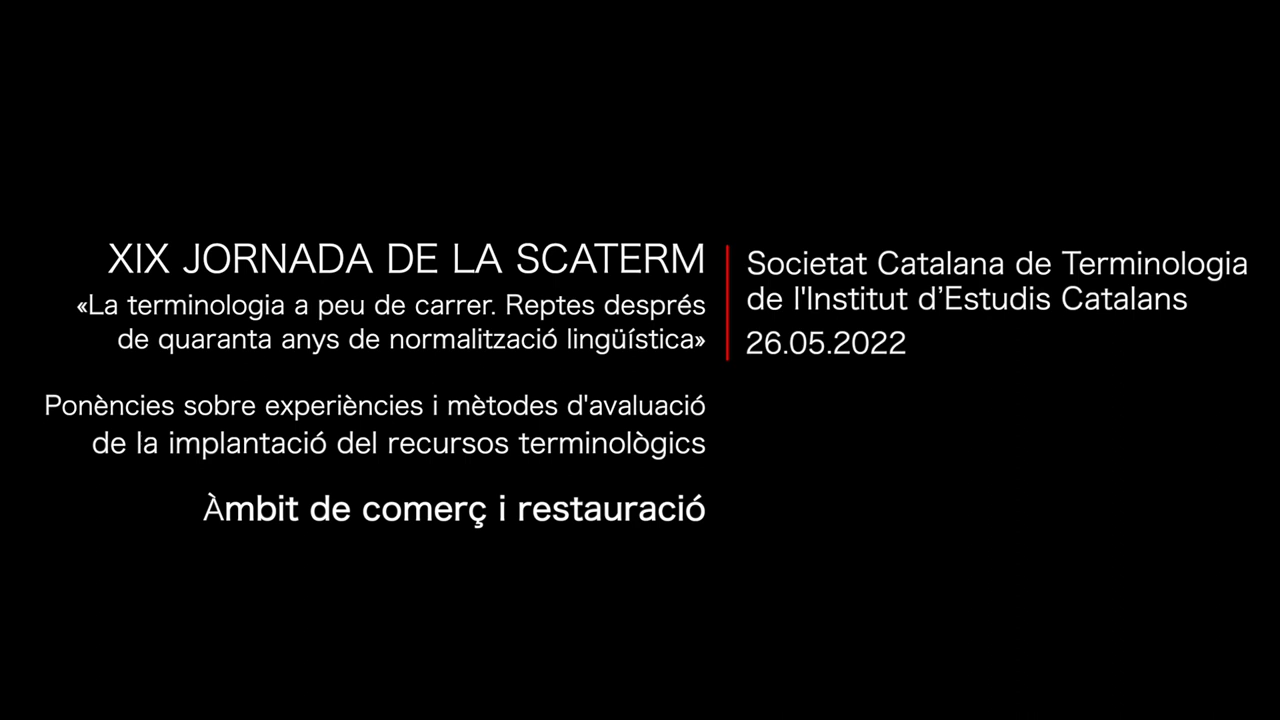 XIX JORNADA DE LA SCATERM
«La terminologia a peu de carrer. Reptes després
de quaranta anys de normalització lingüística»
Ponències sobre experiències i mètodes d'avaluació
de la implantació del recursos terminològics
Àmbit de comerç i restauració
Societat Catalana de Terminologia
de l'Institut d’Estudis Catalans
26.05.2022